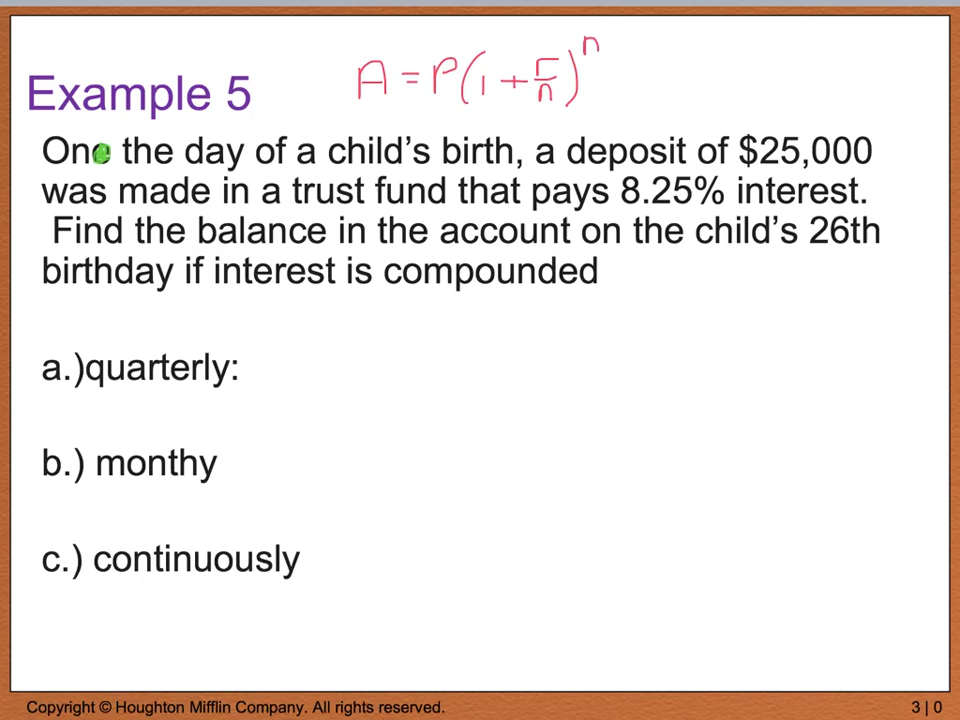 A = P(1 + r/n)^n
Example 5
One the day of a child's birth, a deposit of $25,000
was made in a trust fund that pays 8.25% interest.
Find the balance in the account on the child's 26th
birthday if interest is compounded
a.)quarterly:
b.) monthy
c.) continuously
Copyright © Houghton Mifflin Company. All rights reserved.
3 | 0